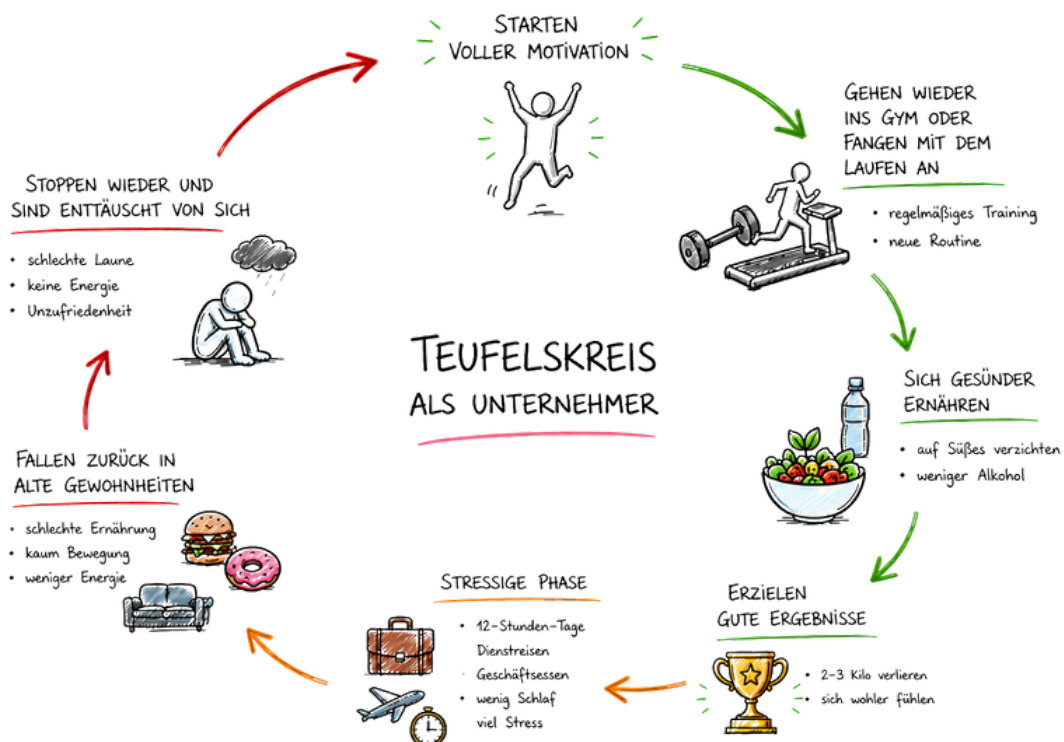 STARTEN
VOLLER MOTIVATION
GEHEN WIEDER
INS GYM ODER
FANGEN MIT DEM
LAUFEN AN
• regelmäßiges Training
• neue Routine
SICH GESÜNDER
ERNÄHREN
• auf Süßes verzichten
• weniger Alkohol
ERZIELEN
GUTE ERGEBNISSE
• 2-3 Kilo verlieren
• sich wohler fühlen
STRESSIGE PHASE
• 12-Stunden-Tage
Dienstreisen
· Geschäftsessen
• wenig Schlaf
viel Stress
FALLEN ZURÜCK IN
ALTE GEWOHNHEITEN
• schlechte Ernährung
• kaum Bewegung
• weniger Energie
STOPPEN WIEDER UND
SIND ENTTÄUSCHT VON SICH
• schlechte Laune
• keine Energie
• Unzufriedenheit
TEUFELSKREIS
ALS UNTERNEHMER